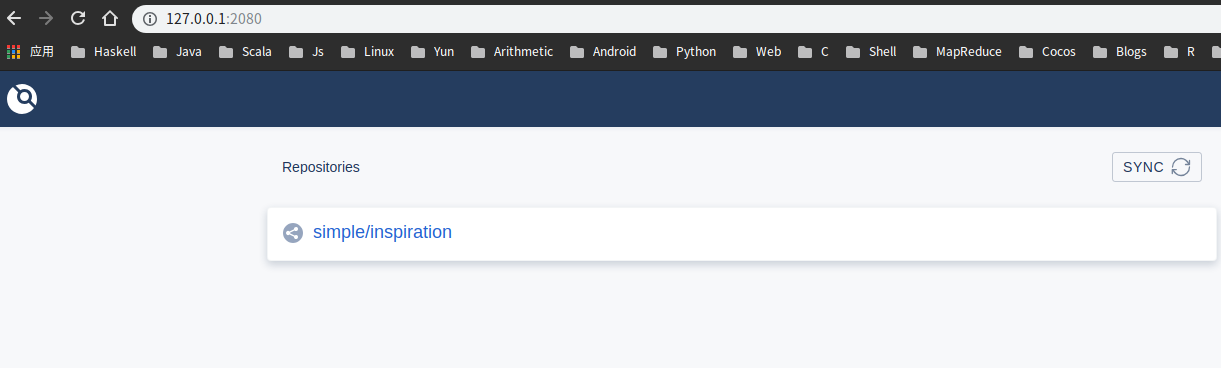 127.0.0.1:2080
应用 Haskell Java Scala Js Linux Yun Arithmetic Android Python Web C Shell MapReduce Cocos Blogs R
Repositories SYNC
simple/inspiration